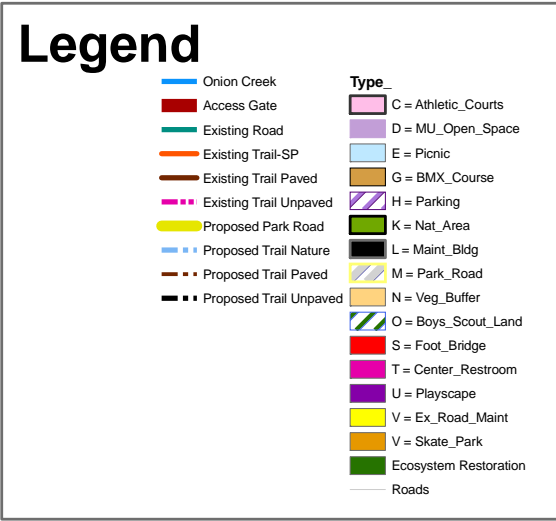 Legend
Onion Creek
Access Gate
Existing Road
Existing Trail-SP
Existing Trail Paved
Existing Trail Unpaved
Proposed Park Road
Proposed Trail Nature
Proposed Trail Paved
Proposed Trail Unpaved
Type_
C = Athletic_Courts
D = MU_Open_Space
E = Picnic
G = BMX_Course
H = Parking
K = Nat_Area
L = Maint_Bldg
M = Park_Road
N = Veg_Buffer
O = Boys_Scout_Land
S = Foot_Bridge
T = Center_Restroom
U = Playscape
V = Ex_Road_Maint
V = Skate_Park
Ecosystem Restoration
Roads